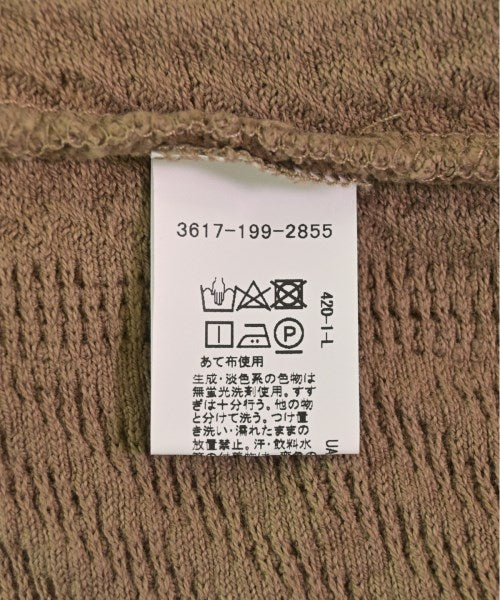 3617-199-2855
420-1-L
あて布使用
生成・淡色系の色物は
無蛍光洗剤使用。すす
ぎは十分行う。他の物
と分けて洗う。つけ置
き洗い・濡れたままの
放置禁止。汗・飲料水
UA